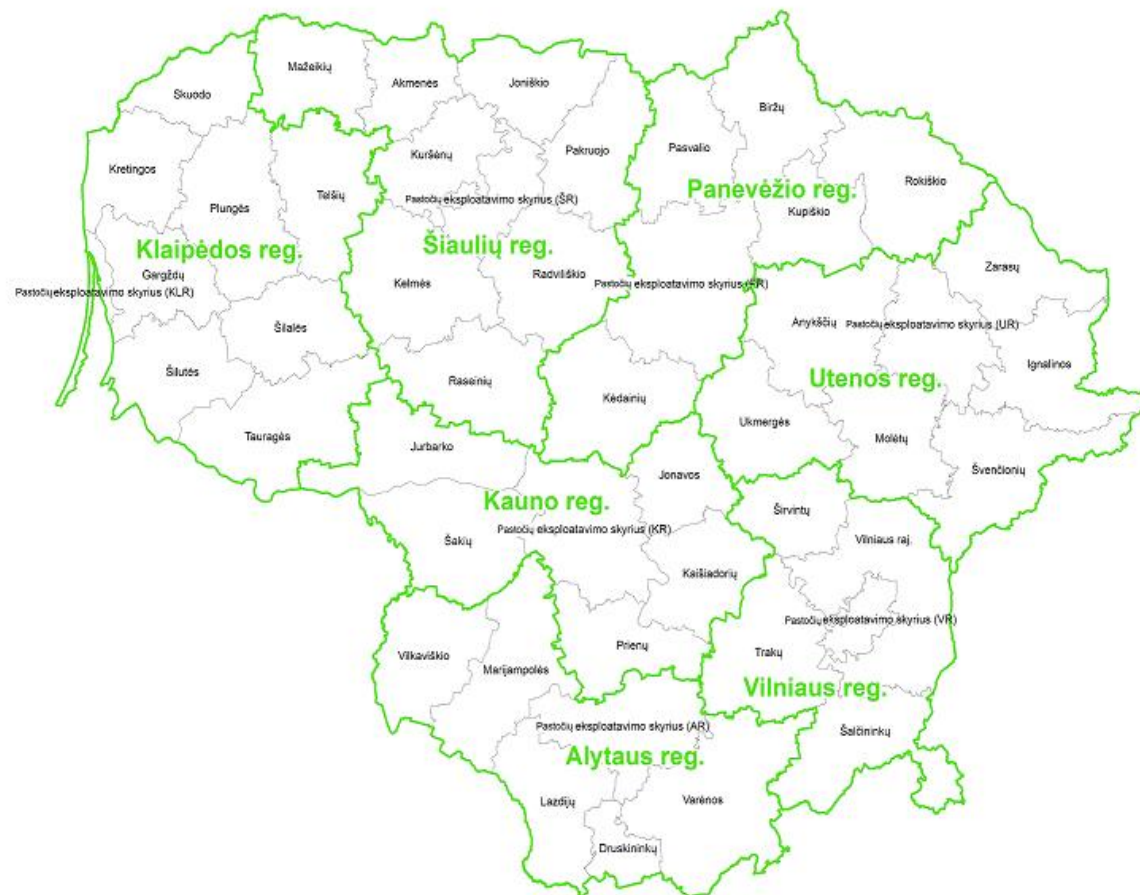 Mažeikių
Akmenės
Joniškio
Skuodo
Biržų
Kretingos
Kuršėnų
Pakruojo
Pasvalio
Rokiškio
Telšių
Plungės
Pastočių eksploatavimo skyrius (ŠR)
Panevėžio reg.
Kupiškio
Klaipėdos reg.
Šiaulių reg.
Gargždų
Pastočių eksploatavimo skyrius (KLR)
Kelmės
Radviliškio
Pastočių eksploatavimo skyrius (PR)
Zarasų
Šilalės
Anykščių
Pastočių eksploatavimo skyrius (UR)
Ignalinos
Šilutės
Raseinių
Kėdainių
Utenos reg.
Tauragės
Ukmergės
Molėtų
Jurbarko
Švenčionių
Jonavos
Kauno reg.
Širvintų
Pastočių eksploatavimo skyrius (KR)
Šakių
Vilniaus raj.
Kaišiadorių
Pastočių eksploatavimo skyrius (VR)
Prienų
Trakų
Vilkaviškio
Marijampolės
Vilniaus reg.
Pastočių eksploatavimo skyrius (AR)
Šalčininkų
Alytaus reg.
Lazdijų
Varėnos
Druskininkų